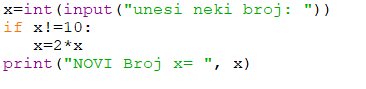 x=int(input("unesi neki broj: "))
if x!=10:
   x=2*x
print("NOVI Broj x= ", x)